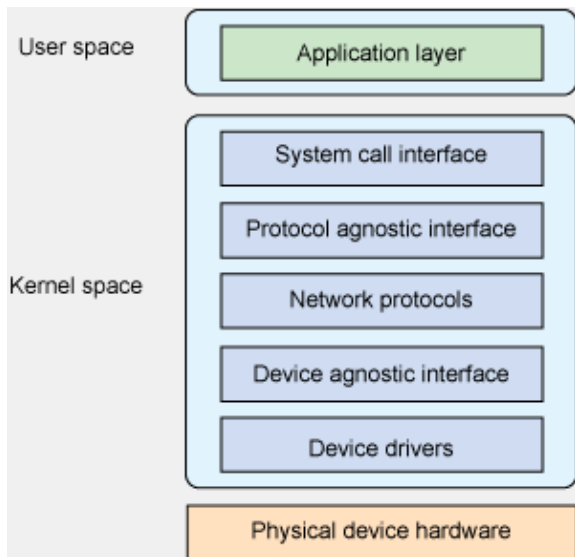 User space
Application layer
System call interface
Protocol agnostic interface
Kernel space
Network protocols
Device agnostic interface
Device drivers
Physical device hardware